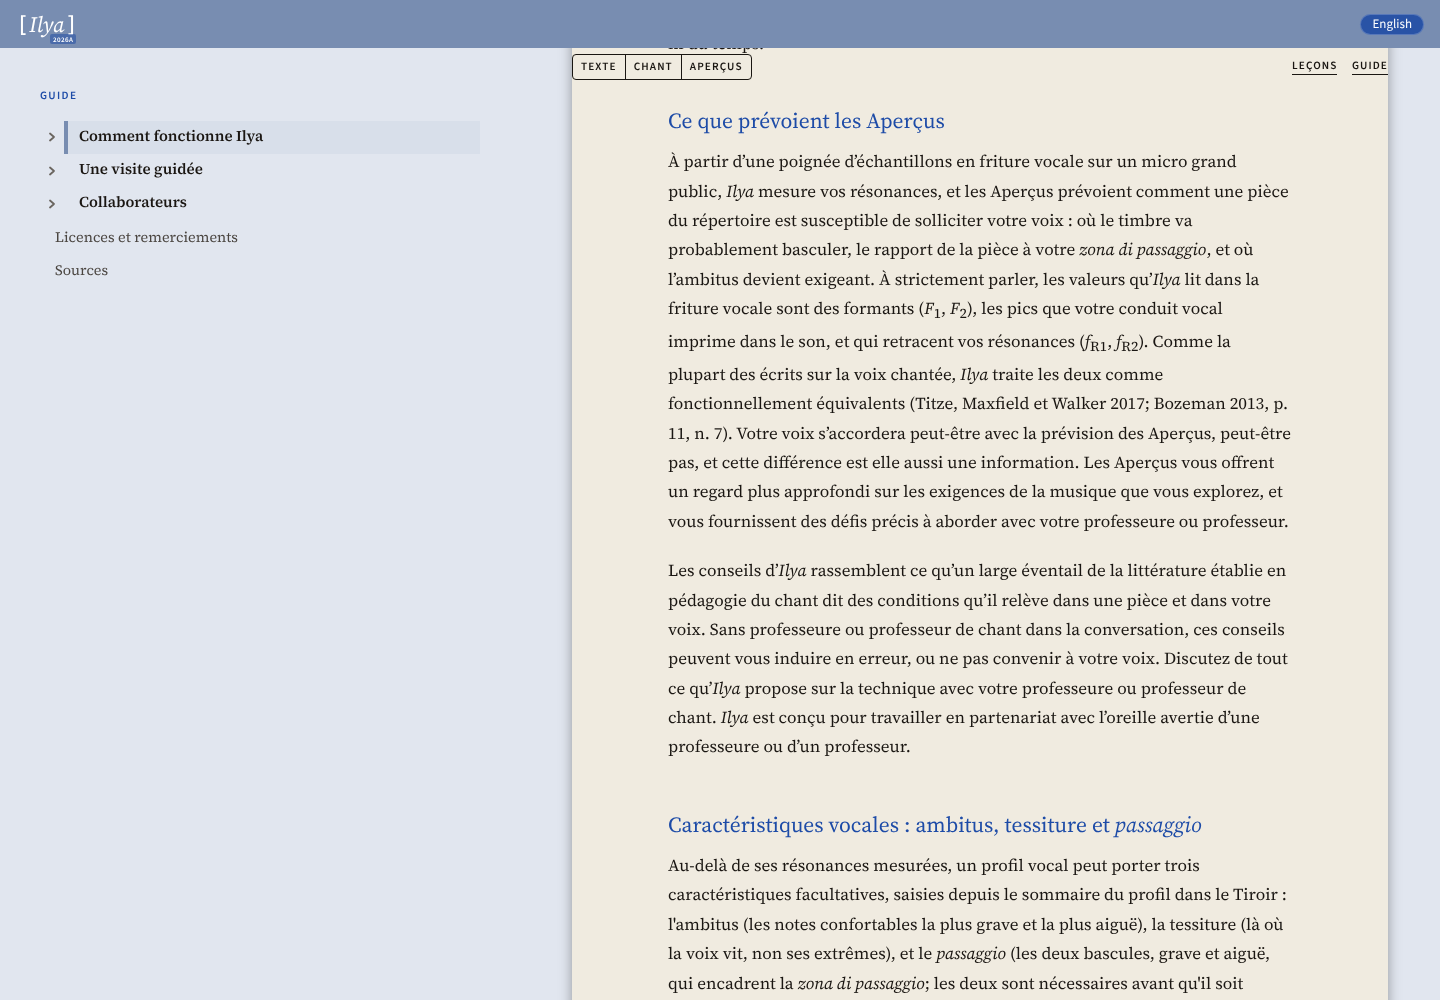 [Ilya]
2026A
English
TEXTE CHANT APERÇUS
LEÇONS GUIDE
GUIDE
Comment fonctionne Ilya
Une visite guidée
Collaborateurs
Licences et remerciements
Sources
Ce que prévoient les Aperçus
À partir d’une poignée d’échantillons en friture vocale sur un micro grand
public, Ilya mesure vos résonances, et les Aperçus prévoient comment une pièce
du répertoire est susceptible de solliciter votre voix : où le timbre va
probablement basculer, le rapport de la pièce à votre zona di passaggio, et où
l’ambitus devient exigeant. À strictement parler, les valeurs qu’Ilya lit dans la
friture vocale sont des formants (F1, F2), les pics que votre conduit vocal
imprime dans le son, et qui retracent vos résonances (fR1, fR2). Comme la
plupart des écrits sur la voix chantée, Ilya traite les deux comme
fonctionnellement équivalents (Titze, Maxfield et Walker 2017; Bozeman 2013, p.
11, n. 7). Votre voix s’accordera peut-être avec la prévision des Aperçus, peut-être
pas, et cette différence est elle aussi une information. Les Aperçus vous offrent
un regard plus approfondi sur les exigences de la musique que vous explorez, et
vous fournissent des défis précis à aborder avec votre professeure ou professeur.
Les conseils d’Ilya rassemblent ce qu’un large éventail de la littérature établie en
pédagogie du chant dit des conditions qu’il relève dans une pièce et dans votre
voix. Sans professeure ou professeur de chant dans la conversation, ces conseils
peuvent vous induire en erreur, ou ne pas convenir à votre voix. Discutez de tout
ce qu’Ilya propose sur la technique avec votre professeure ou professeur de
chant. Ilya est conçu pour travailler en partenariat avec l’oreille avertie d’une
professeure ou d’un professeur.
Caractéristiques vocales : ambitus, tessiture et passaggio
Au-delà de ses résonances mesurées, un profil vocal peut porter trois
caractéristiques facultatives, saisies depuis le sommaire du profil dans le Tiroir :
l'ambitus (les notes confortables la plus grave et la plus aiguë), la tessiture (là où
la voix vit, non ses extrêmes), et le passaggio (les deux bascules, grave et aiguë,
qui encadrent la zona di passaggio; les deux sont nécessaires avant qu'il soit